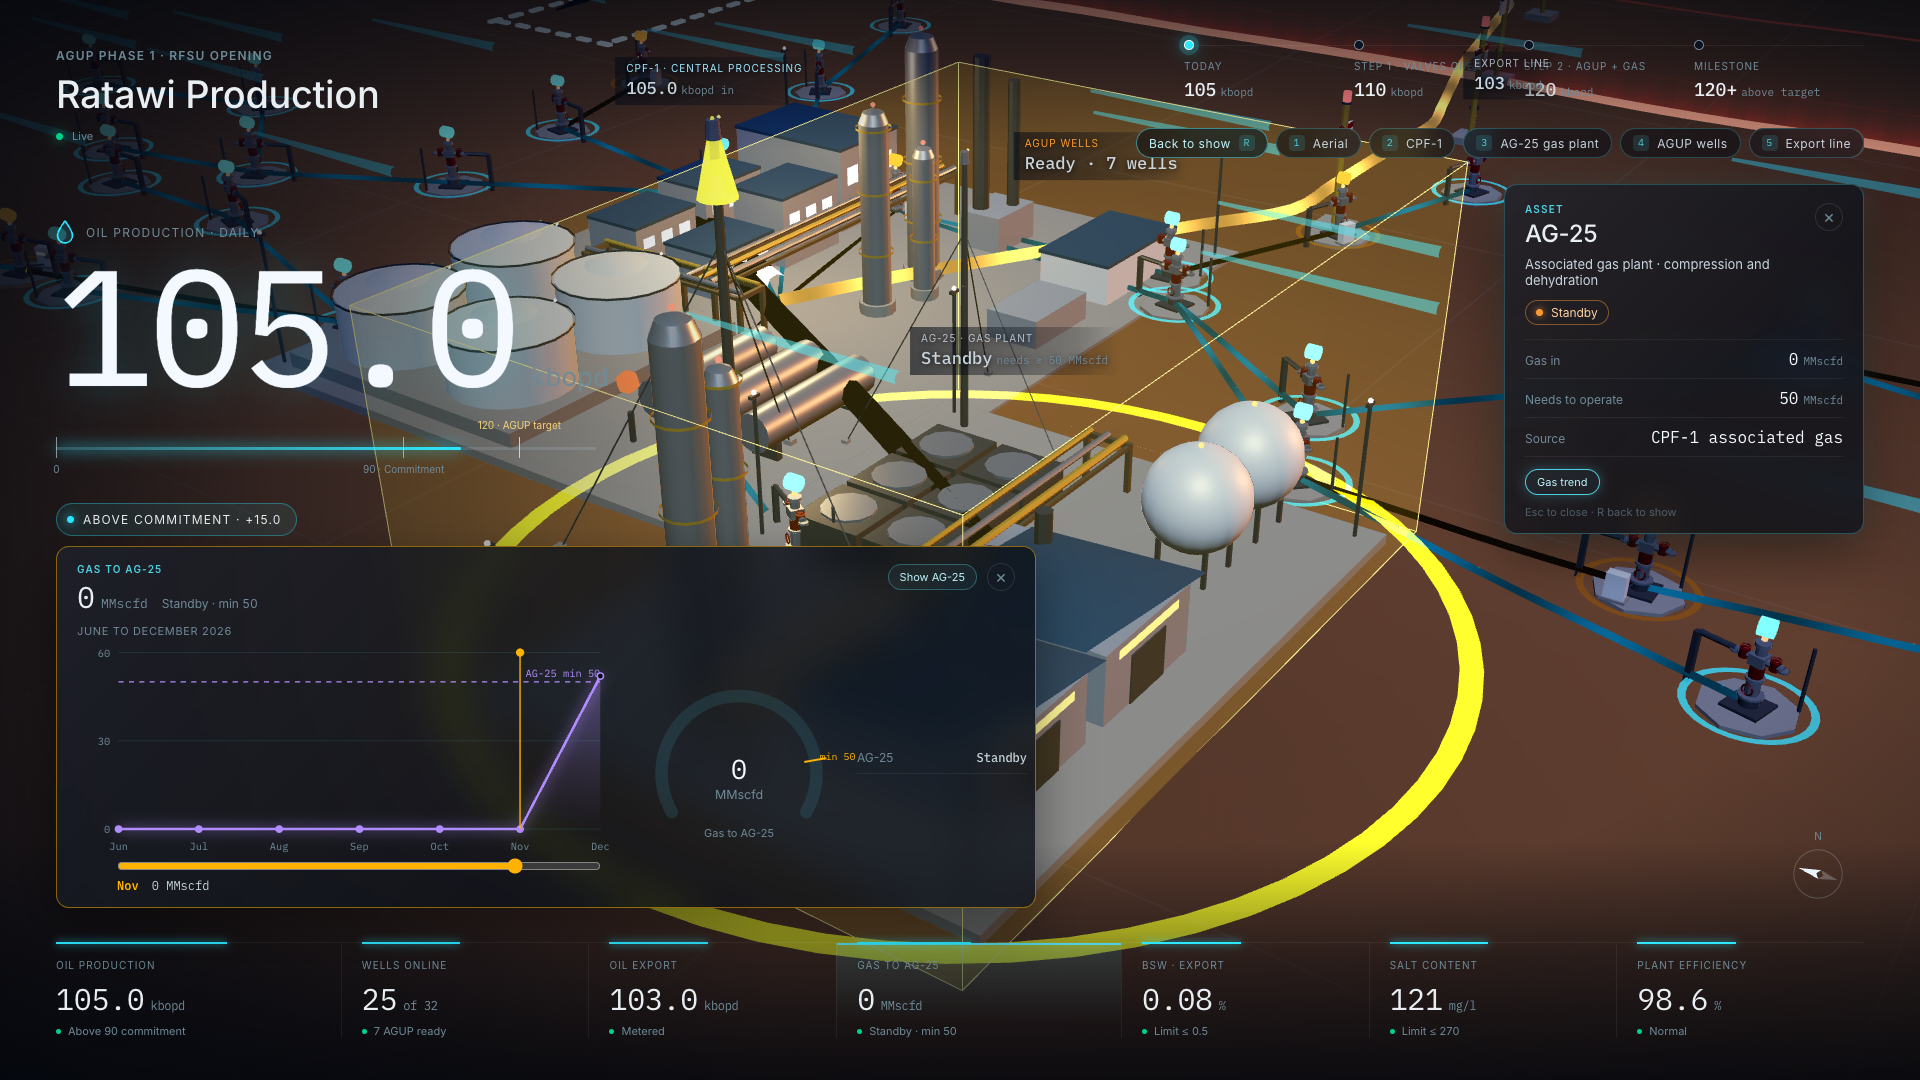 AGUP PHASE 1 · RFSU OPENING
Ratawi Production
Live
CPF-1 · CENTRAL PROCESSING
105.0 kbopd in
TODAY
105 kbopd
STEP 1 · VALVES
110 kbopd
EXPORT LINE
103 kbopd
2 · AGUP + GAS
120 kbopd
MILESTONE
120+ above target
Back to show R
1 Aerial
2 CPF-1
3 AG-25 gas plant
4 AGUP wells
5 Export line
AGUP WELLS
Ready · 7 wells
OIL PRODUCTION · DAILY
105.0 kbopd
120 · AGUP target
0
90 · Commitment
ABOVE COMMITMENT · +15.0
AG-25 · GAS PLANT
Standby needs ≥ 50 MMscfd
ASSET
AG-25
Associated gas plant · compression and
dehydration
Standby
Gas in 0 MMscfd
Needs to operate 50 MMscfd
Source CPF-1 associated gas
Gas trend
Esc to close · R back to show
GAS TO AG-25
0 MMscfd Standby · min 50
Show AG-25
JUNE TO DECEMBER 2026
60
AG-25 min 50
30
0
Jun Jul Aug Sep Oct Nov Dec
Nov 0 MMscfd
0
MMscfd
min 50
Gas to AG-25
AG-25 Standby
N
OIL PRODUCTION
105.0 kbopd
Above 90 commitment
WELLS ONLINE
25 of 32
7 AGUP ready
OIL EXPORT
103.0 kbopd
Metered
GAS TO AG-25
0 MMscfd
Standby · min 50
BSW · EXPORT
0.08 %
Limit ≤ 0.5
SALT CONTENT
121 mg/l
Limit ≤ 270
PLANT EFFICIENCY
98.6 %
Normal